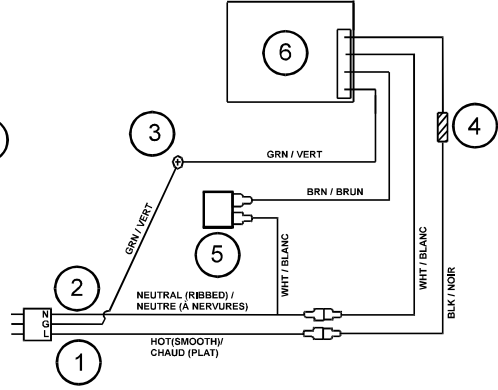 6
3
4
GRN / VERT
BRN / BRUN
GRN / VERT
5
WHT / BLANC
WHT / BLANC
BLK / NOIR
2
NEUTRAL (RIBBED) /
NEUTRE (À NERVURES)
N
G
L
HOT(SMOOTH)/
CHAUD (PLAT)
1